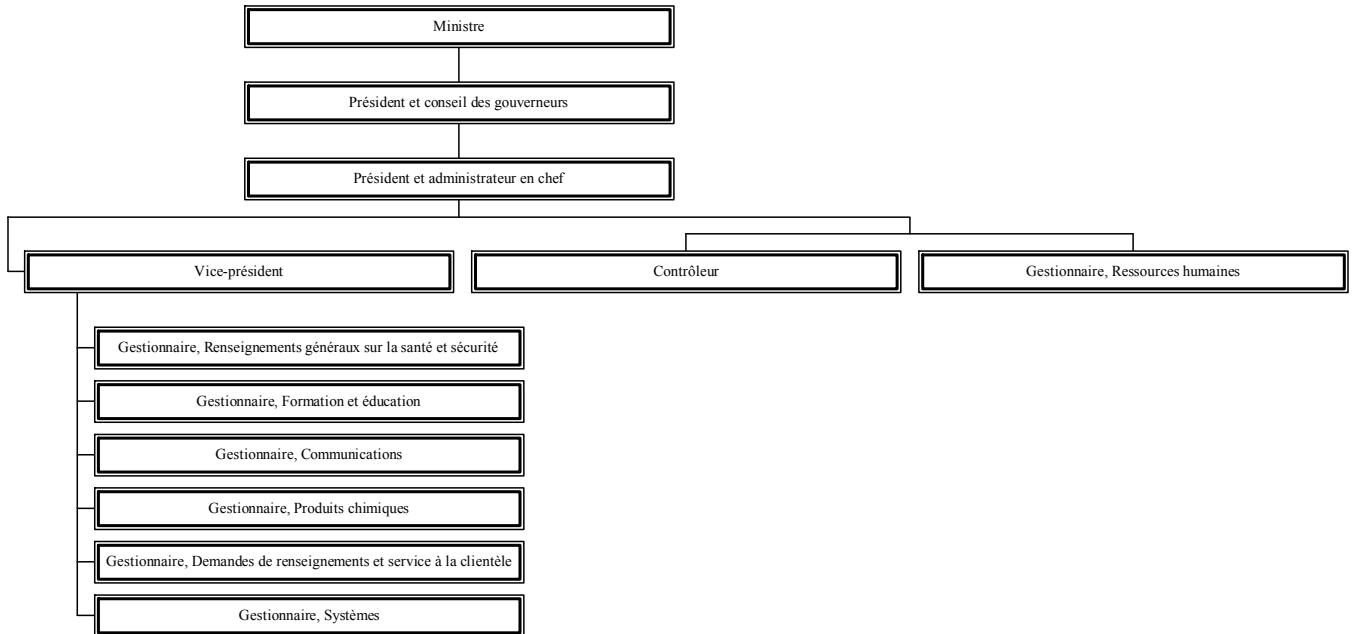 Ministre
Président et conseil des gouverneurs
Président et administrateur en chef
Vice-président
Contrôleur
Gestionnaire, Ressources humaines
Gestionnaire, Renseignements généraux sur la santé et sécurité
Gestionnaire, Formation et éducation
Gestionnaire, Communications
Gestionnaire, Produits chimiques
Gestionnaire, Demandes de renseignements et service à la clientèle
Gestionnaire, Systèmes